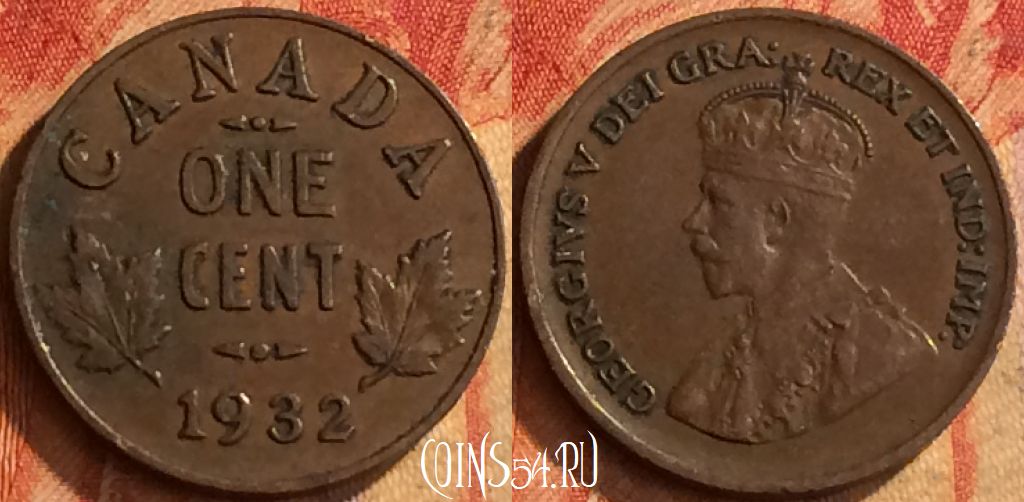 CANADA
ONE
CENT
1932
GEORGIVS V DEI GRA: REX ET IND: IMP:
COINS54.RU